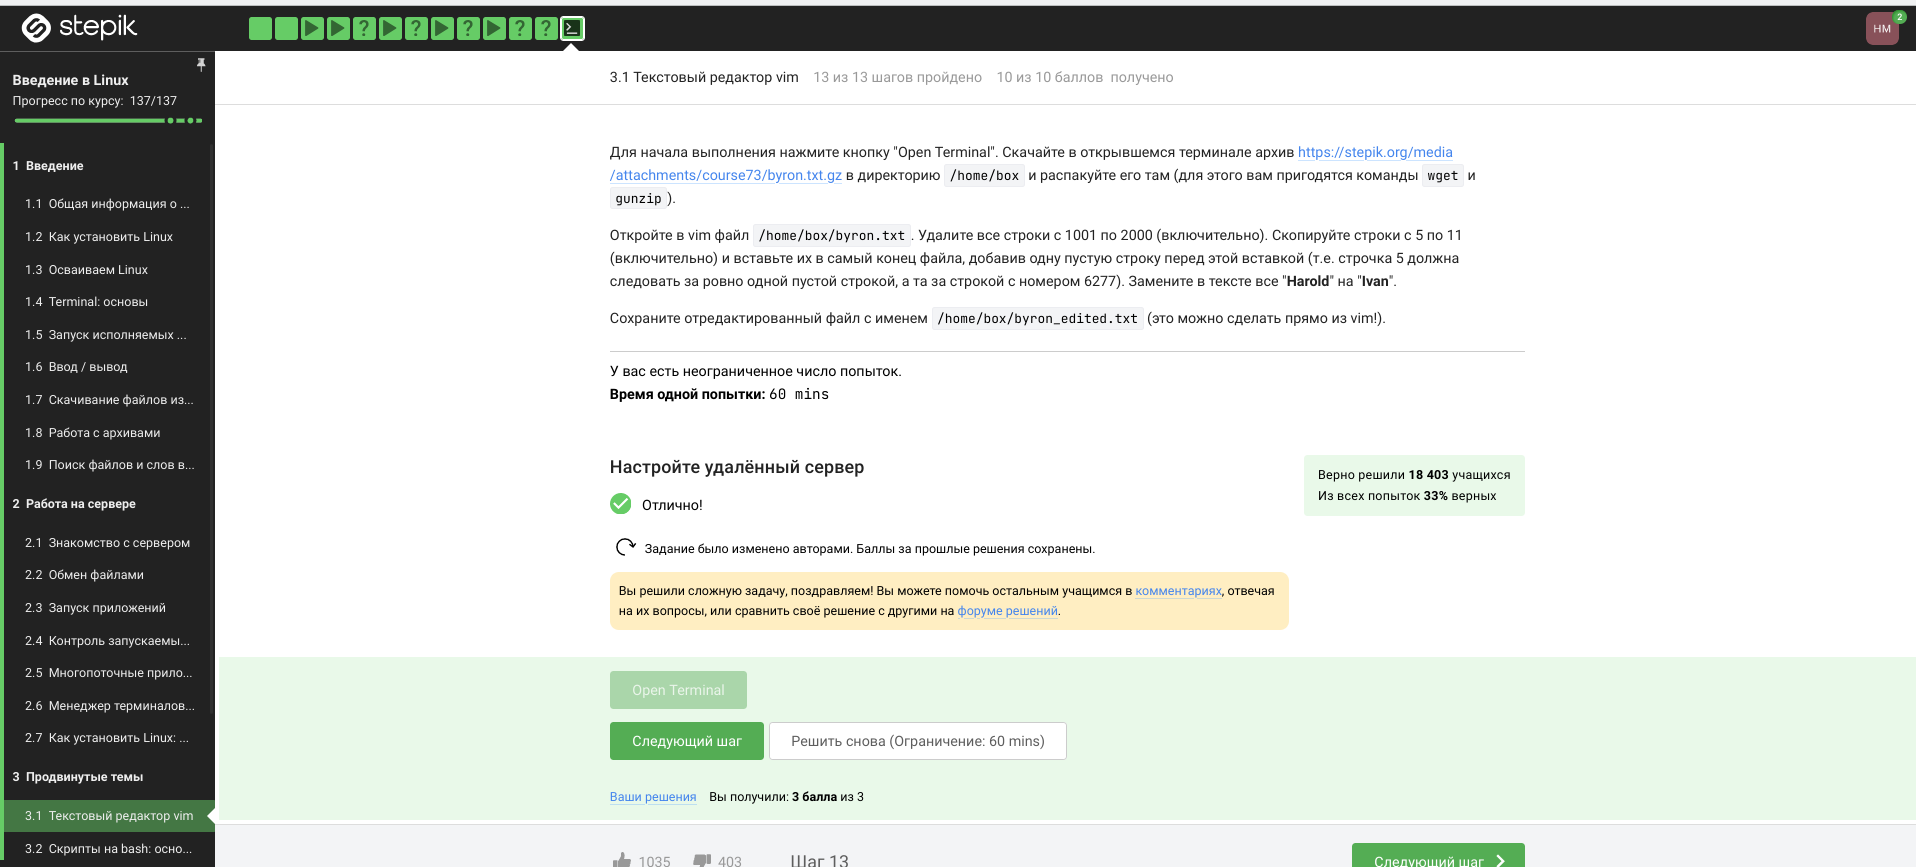 stepik
НМ
2
Введение в Linux
Прогресс по курсу: 137/137
1 Введение
1.1 Общая информация о ...
1.2 Как установить Linux
1.3 Осваиваем Linux
1.4 Terminal: основы
1.5 Запуск исполняемых ...
1.6 Ввод / вывод
1.7 Скачивание файлов из...
1.8 Работа с архивами
1.9 Поиск файлов и слов в...
2 Работа на сервере
2.1 Знакомство с сервером
2.2 Обмен файлами
2.3 Запуск приложений
2.4 Контроль запускаемы...
2.5 Многопоточные прило...
2.6 Менеджер терминалов...
2.7 Как установить Linux: ...
3 Продвинутые темы
3.1 Текстовый редактор vim
3.2 Скрипты на bash: осно...
3.1 Текстовый редактор vim 13 из 13 шагов пройдено 10 из 10 баллов получено
Для начала выполнения нажмите кнопку "Open Terminal". Скачайте в открывшемся терминале архив https://stepik.org/media
/attachments/course73/byron.txt.gz в директорию /home/box и распакуйте его там (для этого вам пригодятся команды wget и
gunzip ).
Откройте в vim файл /home/box/byron.txt . Удалите все строки с 1001 по 2000 (включительно). Скопируйте строки с 5 по 11
(включительно) и вставьте их в самый конец файла, добавив одну пустую строку перед этой вставкой (т.е. строчка 5 должна
следовать за ровно одной пустой строкой, а та за строкой с номером 6277). Замените в тексте все "Harold" на "Ivan".
Сохраните отредактированный файл с именем /home/box/byron_edited.txt (это можно сделать прямо из vim!).
У вас есть неограниченное число попыток.
Время одной попытки: 60 mins
Настройте удалённый сервер
Отлично!
Верно решили 18 403 учащихся
Из всех попыток 33% верных
Задание было изменено авторами. Баллы за прошлые решения сохранены.
Вы решили сложную задачу, поздравляем! Вы можете помочь остальным учащимся в комментариях, отвечая
на их вопросы, или сравнить своё решение с другими на форуме решений.
Open Terminal
Следующий шаг Решить снова (Ограничение: 60 mins)
Ваши решения Вы получили: 3 балла из 3
1035 403 Шаг 13 Следующий шаг